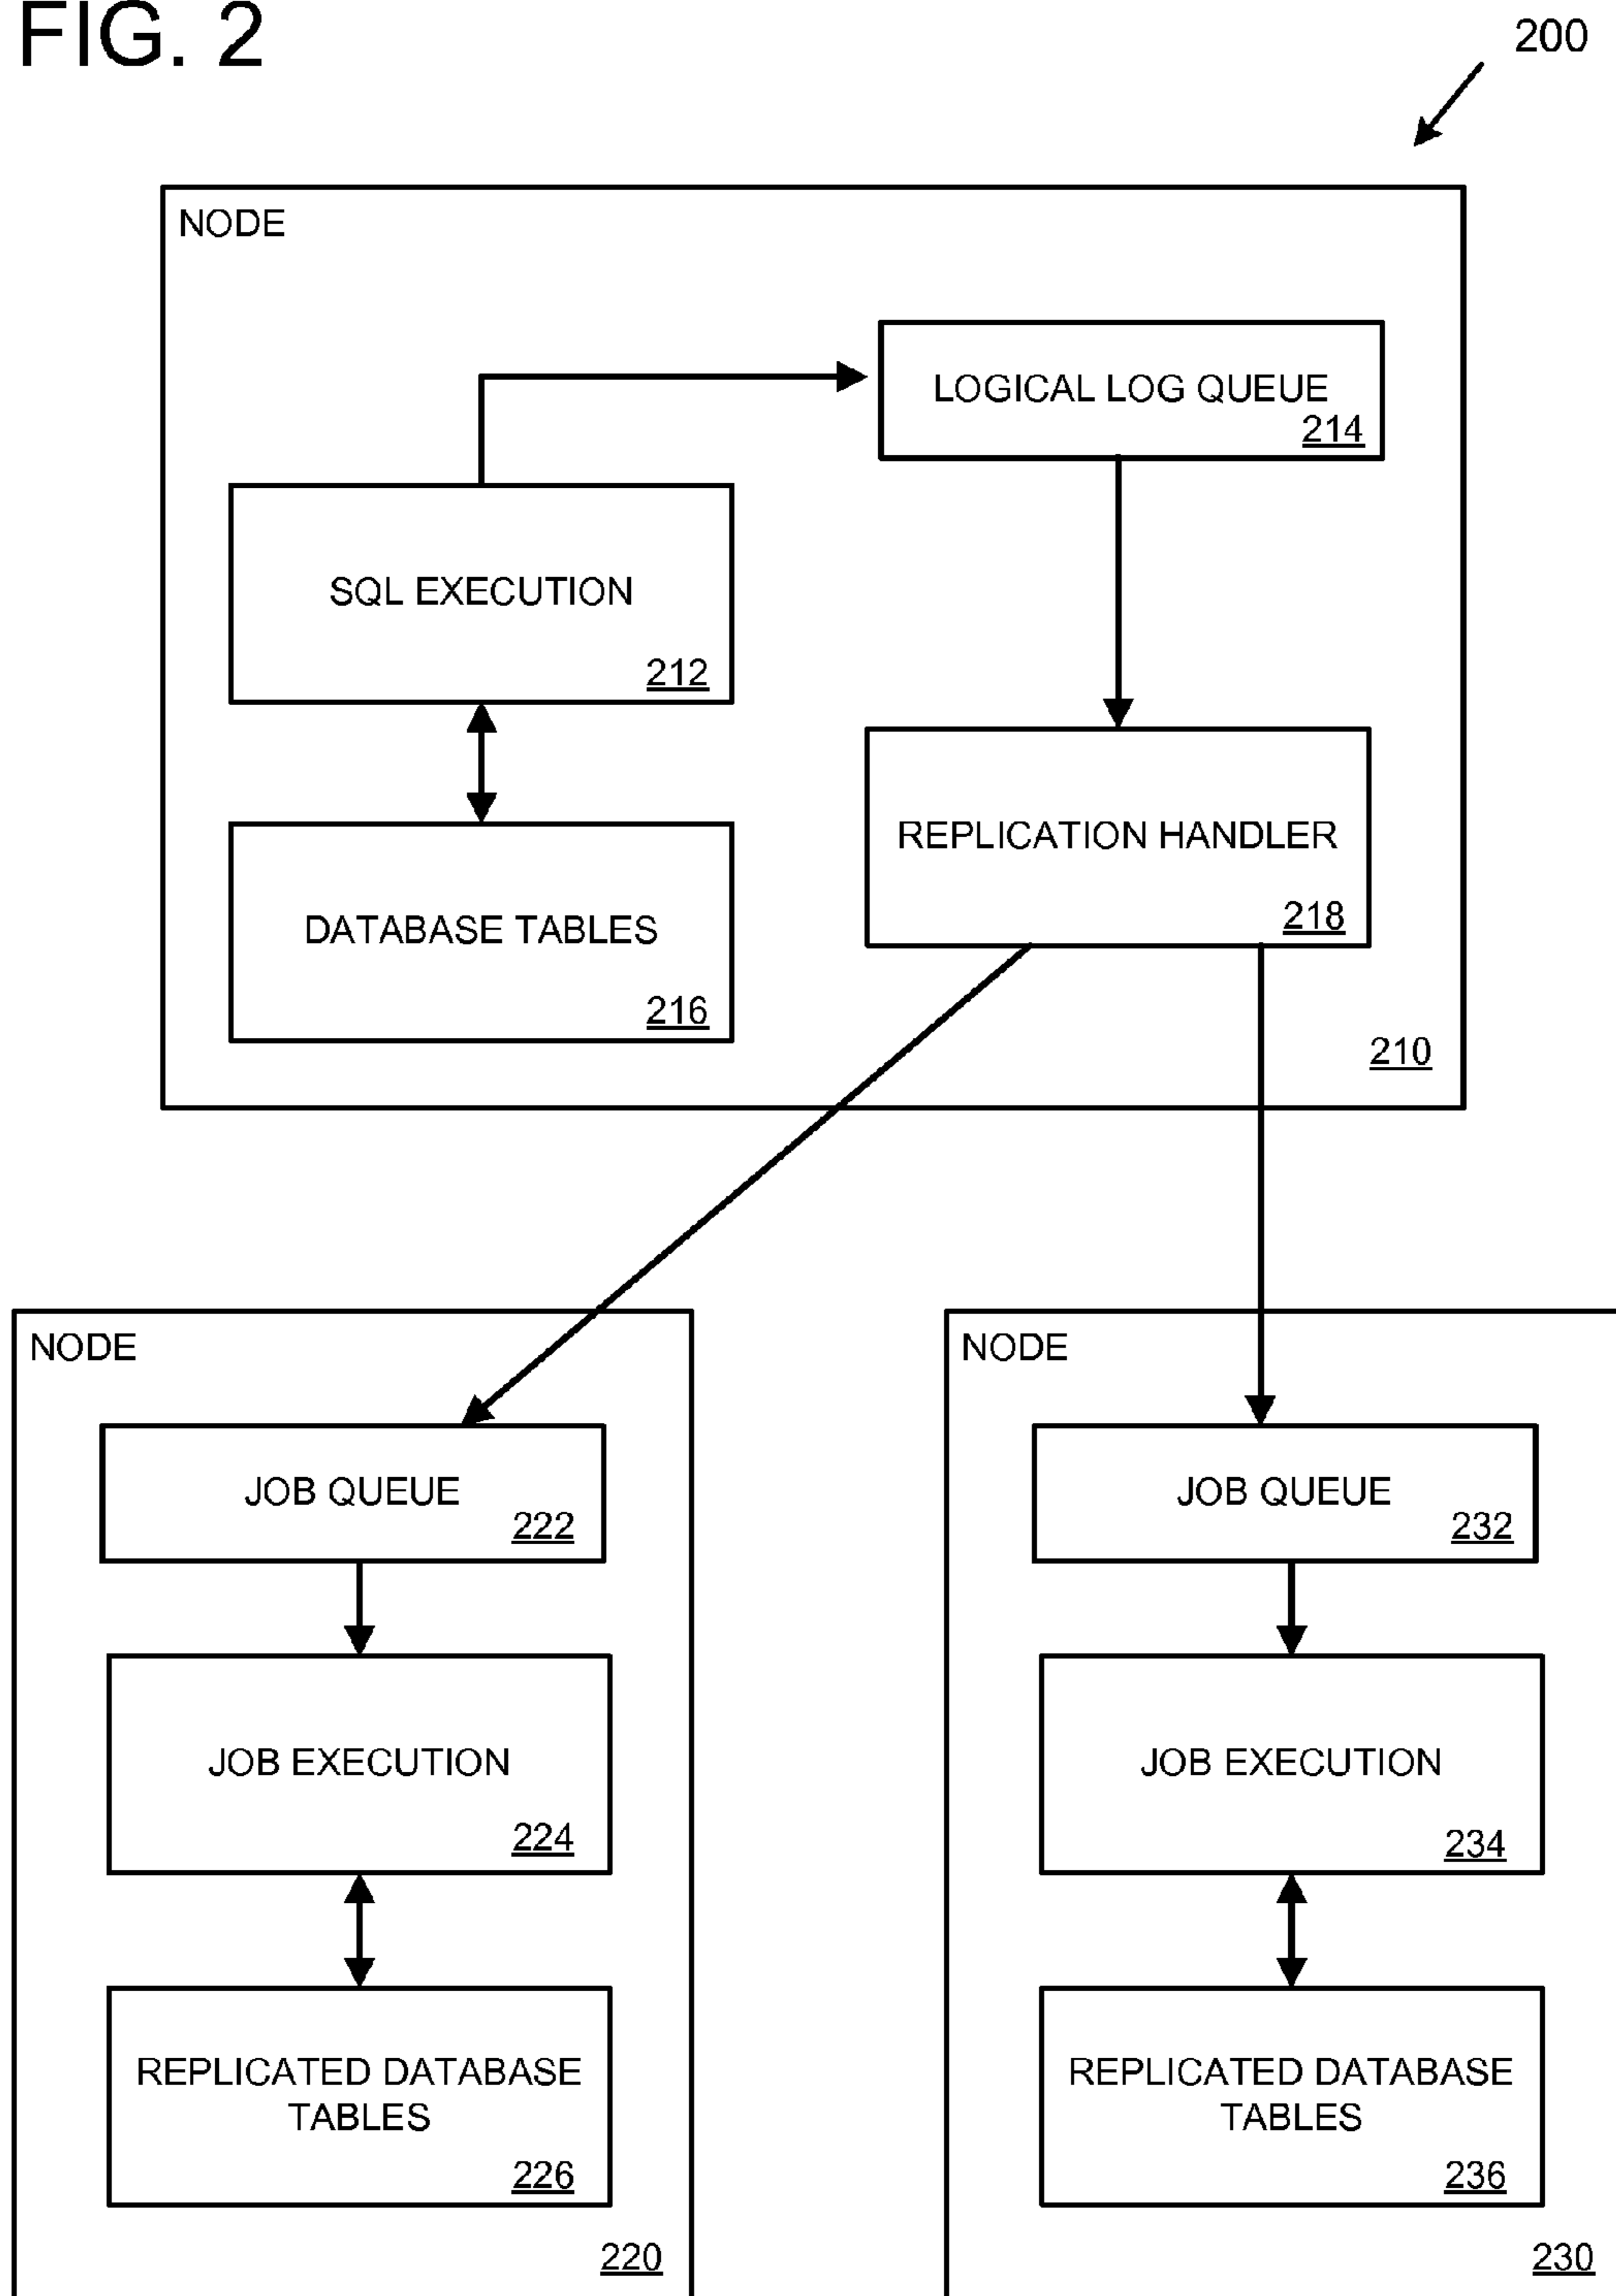 FIG. 2
200
NODE
LOGICAL LOG QUEUE
214
SQL EXECUTION
212
REPLICATION HANDLER
218
DATABASE TABLES
216
210
NODE
JOB QUEUE
222
JOB EXECUTION
224
REPLICATED DATABASE
TABLES
226
220
NODE
JOB QUEUE
232
JOB EXECUTION
234
REPLICATED DATABASE
TABLES
236
230